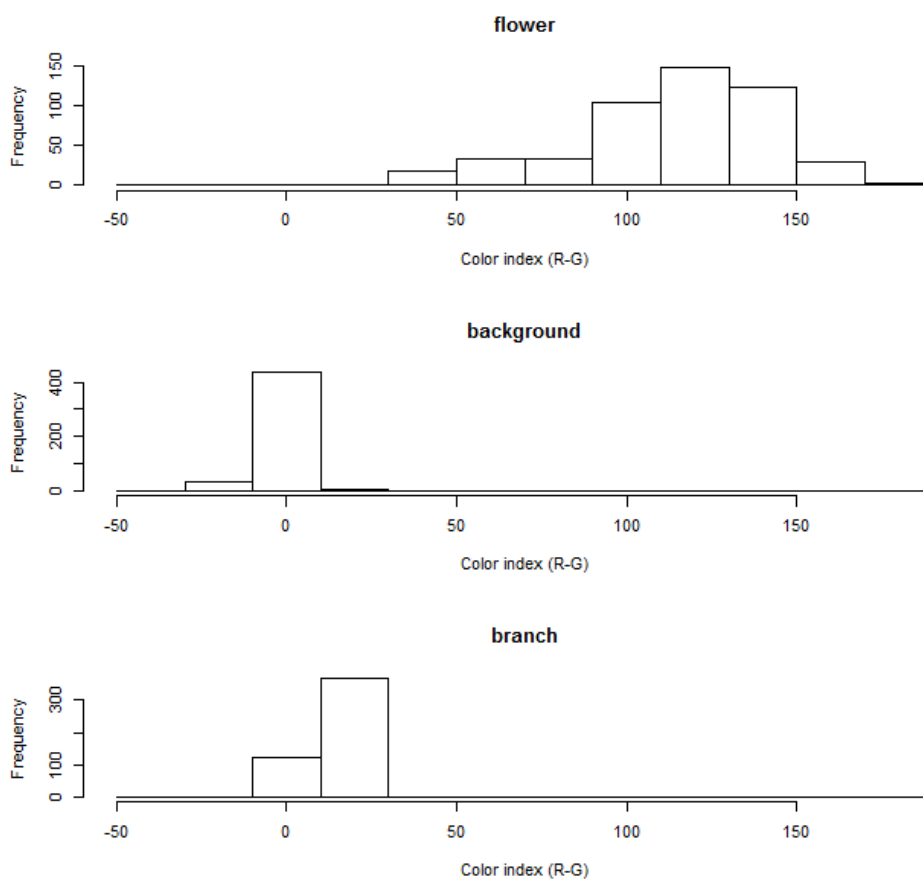 flower
150
100
50
0
Frequency
-50 0 50 100 150
Color index (R-G)
background
400
200
0
Frequency
-50 0 50 100 150
Color index (R-G)
branch
300
100
0
Frequency
-50 0 50 100 150
Color index (R-G)